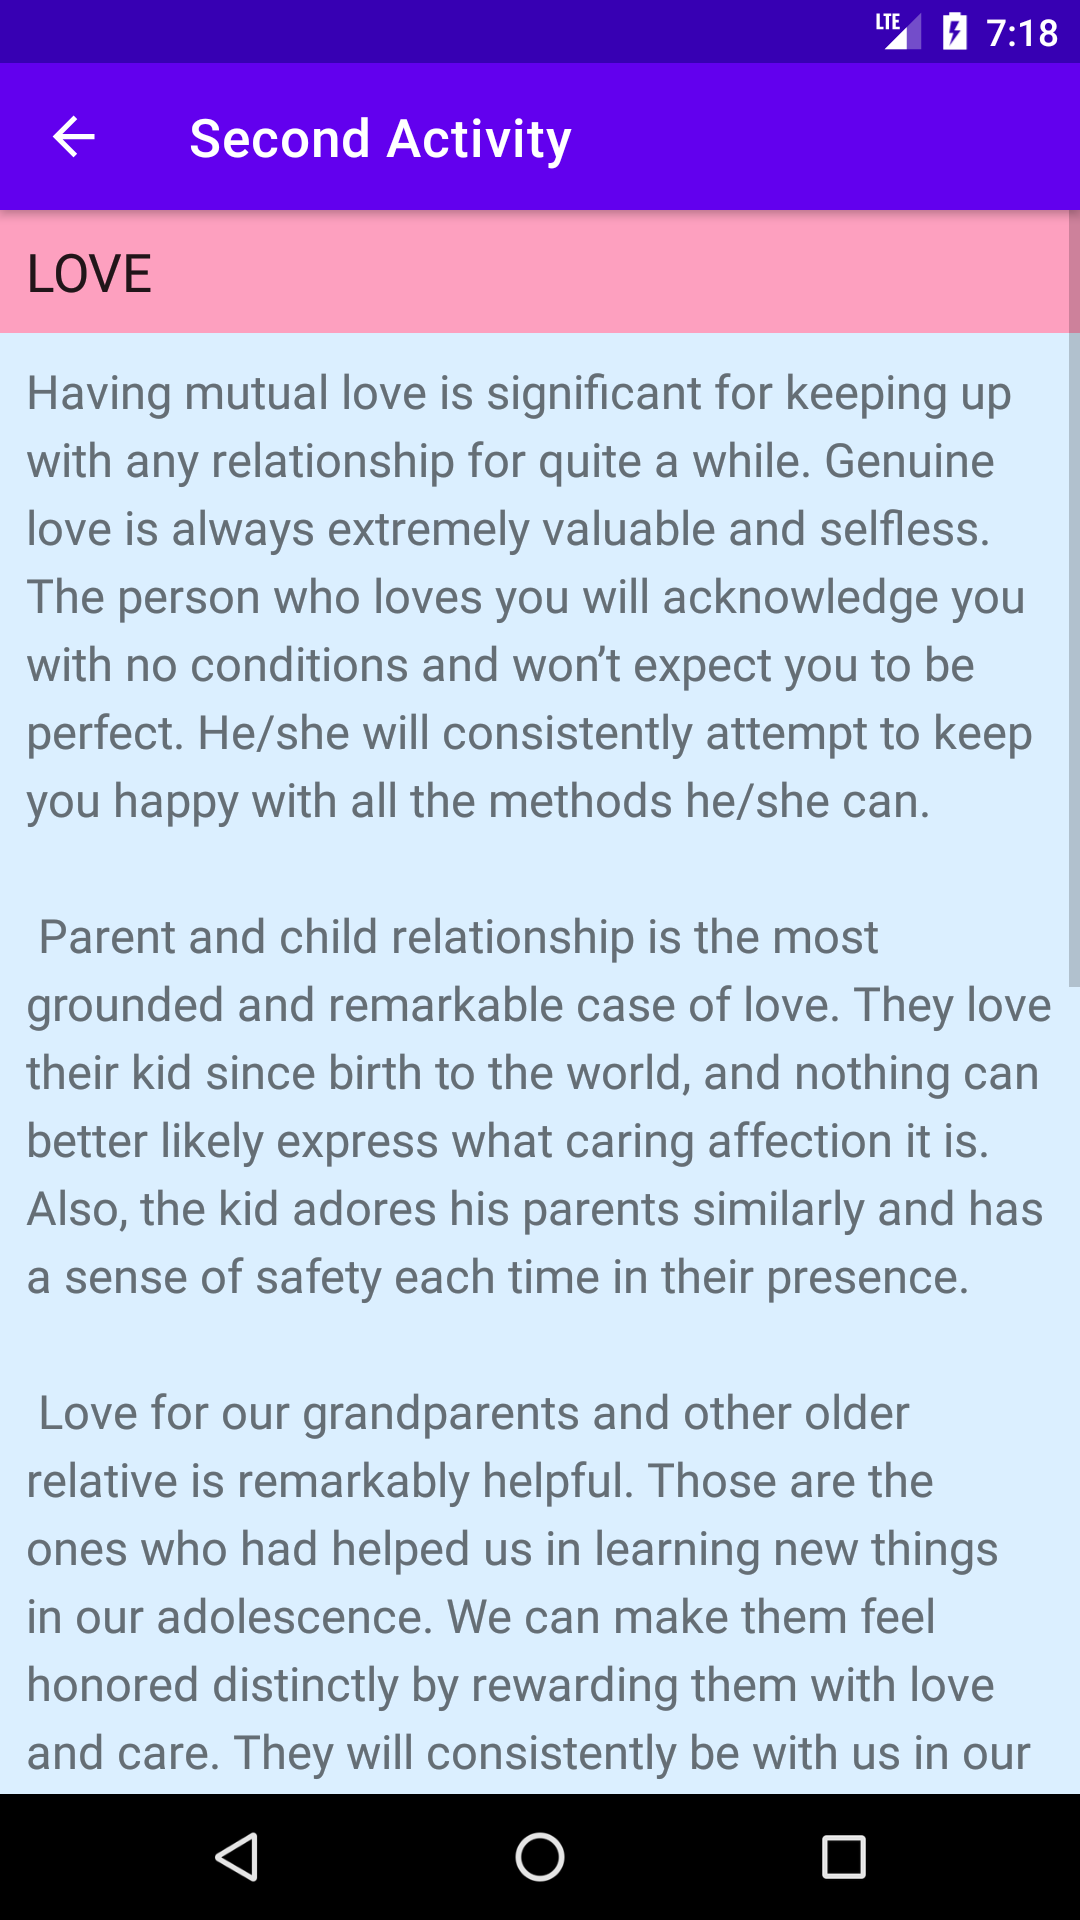 LTE 7:18
Second Activity
LOVE
Having mutual love is significant for keeping up
with any relationship for quite a while. Genuine
love is always extremely valuable and selfless.
The person who loves you will acknowledge you
with no conditions and won’t expect you to be
perfect. He/she will consistently attempt to keep
you happy with all the methods he/she can.
Parent and child relationship is the most
grounded and remarkable case of love. They love
their kid since birth to the world, and nothing can
better likely express what caring affection it is.
Also, the kid adores his parents similarly and has
a sense of safety each time in their presence.
Love for our grandparents and other older
relative is remarkably helpful. Those are the
ones who had helped us in learning new things
in our adolescence. We can make them feel
honored distinctly by rewarding them with love
and care. They will consistently be with us in our